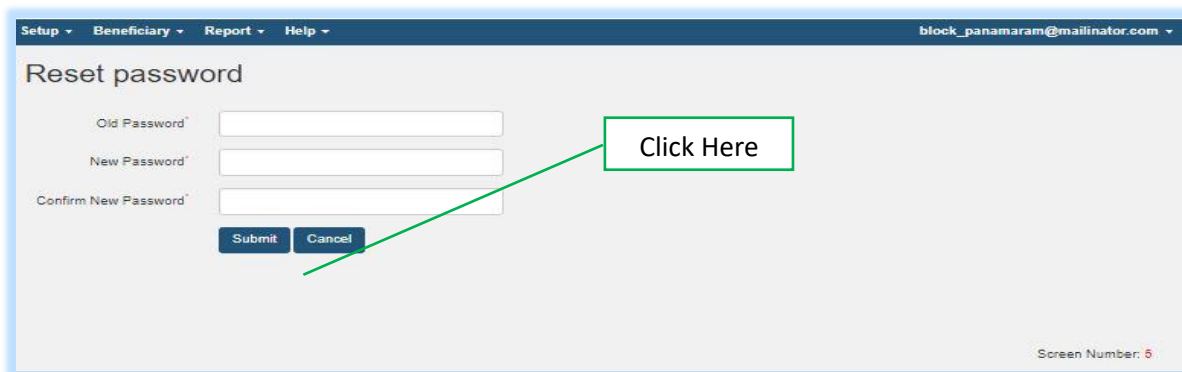 Setup Beneficiary Report Help block_panamaram@mailinator.com
Reset password
Old Password*
Click Here
New Password*
Confirm New Password*
Submit Cancel
Screen Number: 5